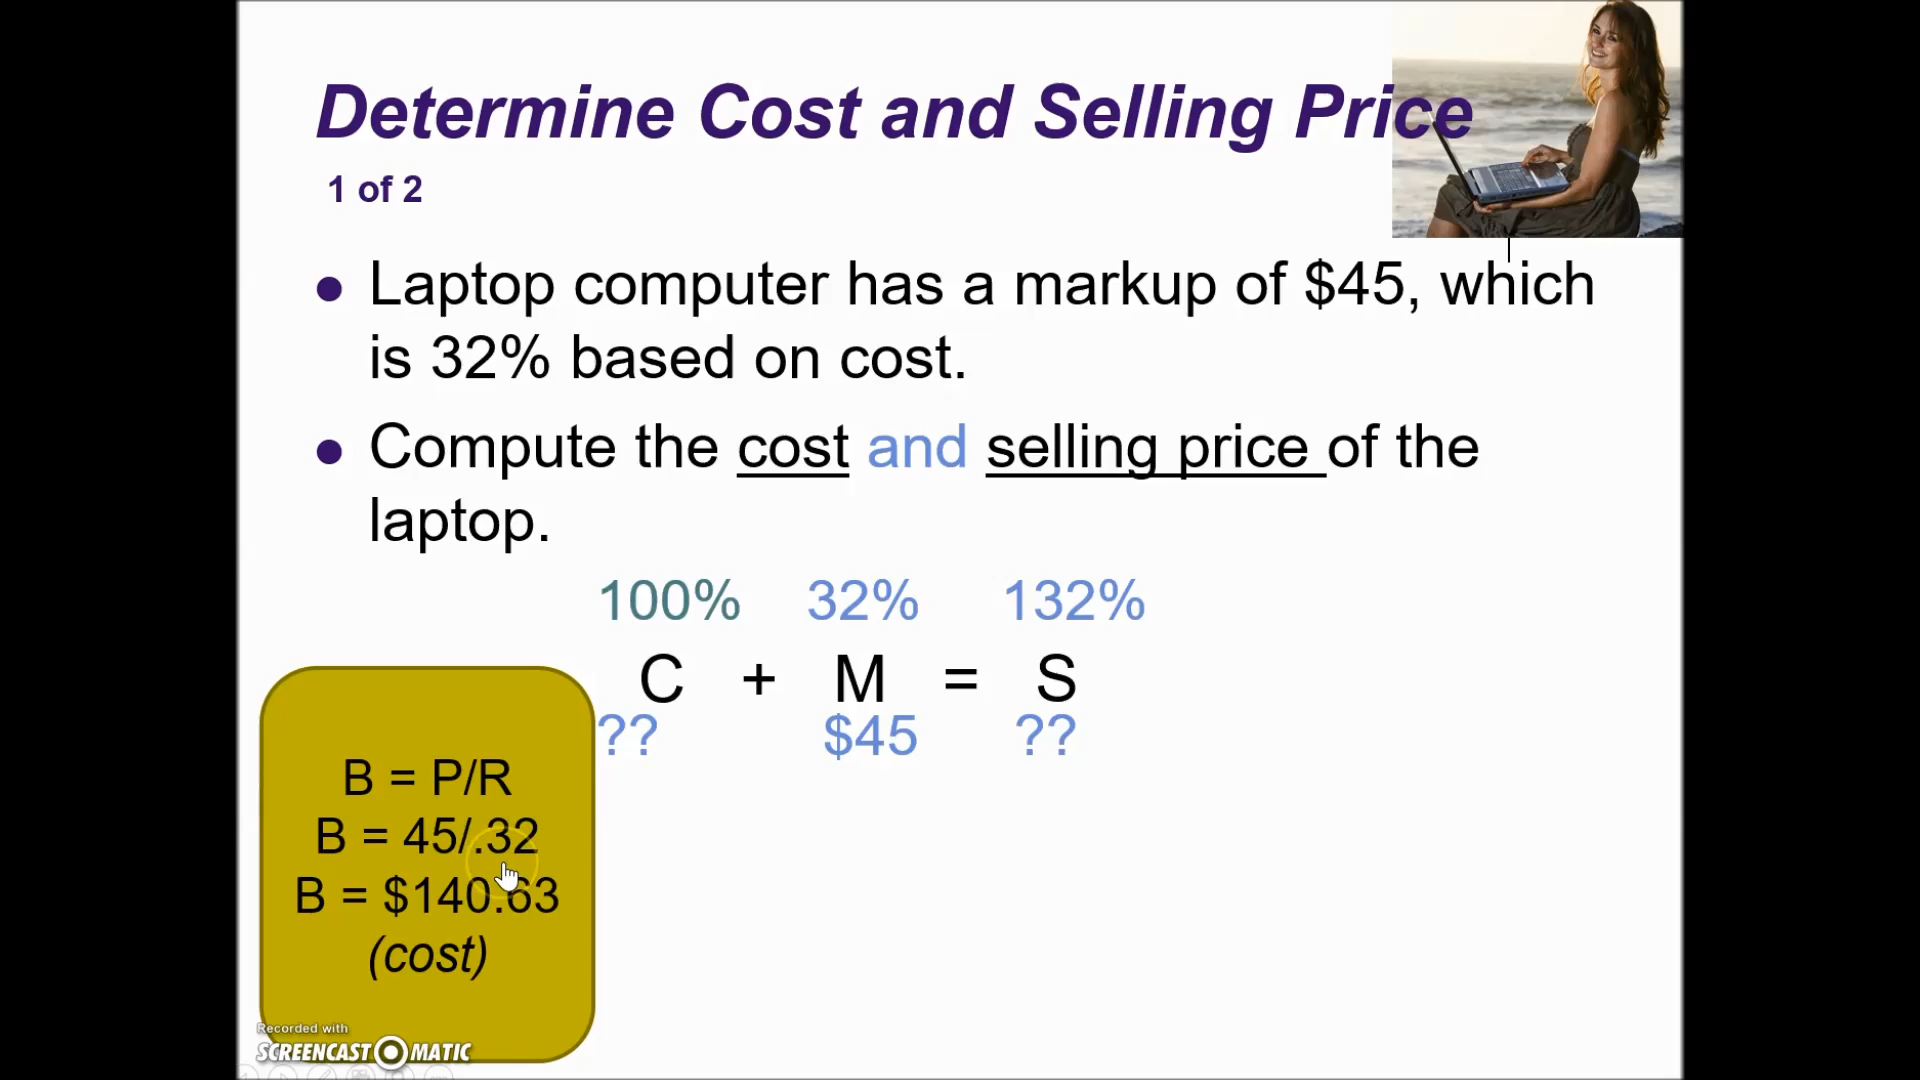 Determine Cost and Selling Price
1 of 2
Laptop computer has a markup of $45, which
is 32% based on cost.
Compute the cost and selling price of the
laptop.
100% 32% 132%
C + M = S
?? $45 ??
B = P/R
B = 45/.32
B = $140.63
(cost)
Recorded with
SCREENCAST MATIC